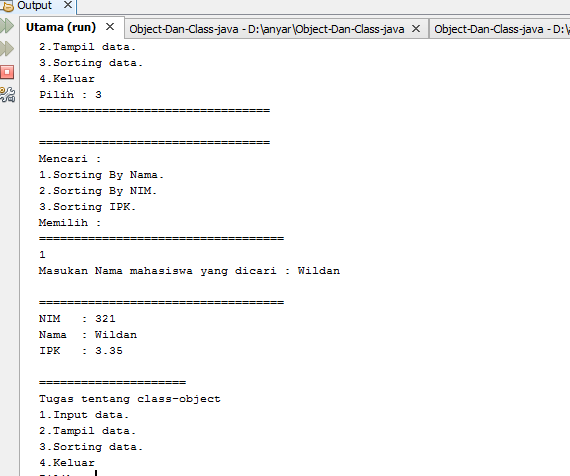 Output ×
Utama (run) × Object-Dan-Class-java - D:\anyar\Object-Dan-Class-java × Object-Dan-Class-java - D:\
2.Tampil data.
3.Sorting data.
4.Keluar
Pilih : 3
=================================
=================================
Mencari :
1.Sorting By Nama.
2.Sorting By NIM.
3.Sorting IPK.
Memilih :
===================================
1
Masukan Nama mahasiswa yang dicari : Wildan
===================================
NIM : 321
Nama : Wildan
IPK : 3.35
=====================
Tugas tentang class-object
1.Input data.
2.Tampil data.
3.Sorting data.
4.Keluar